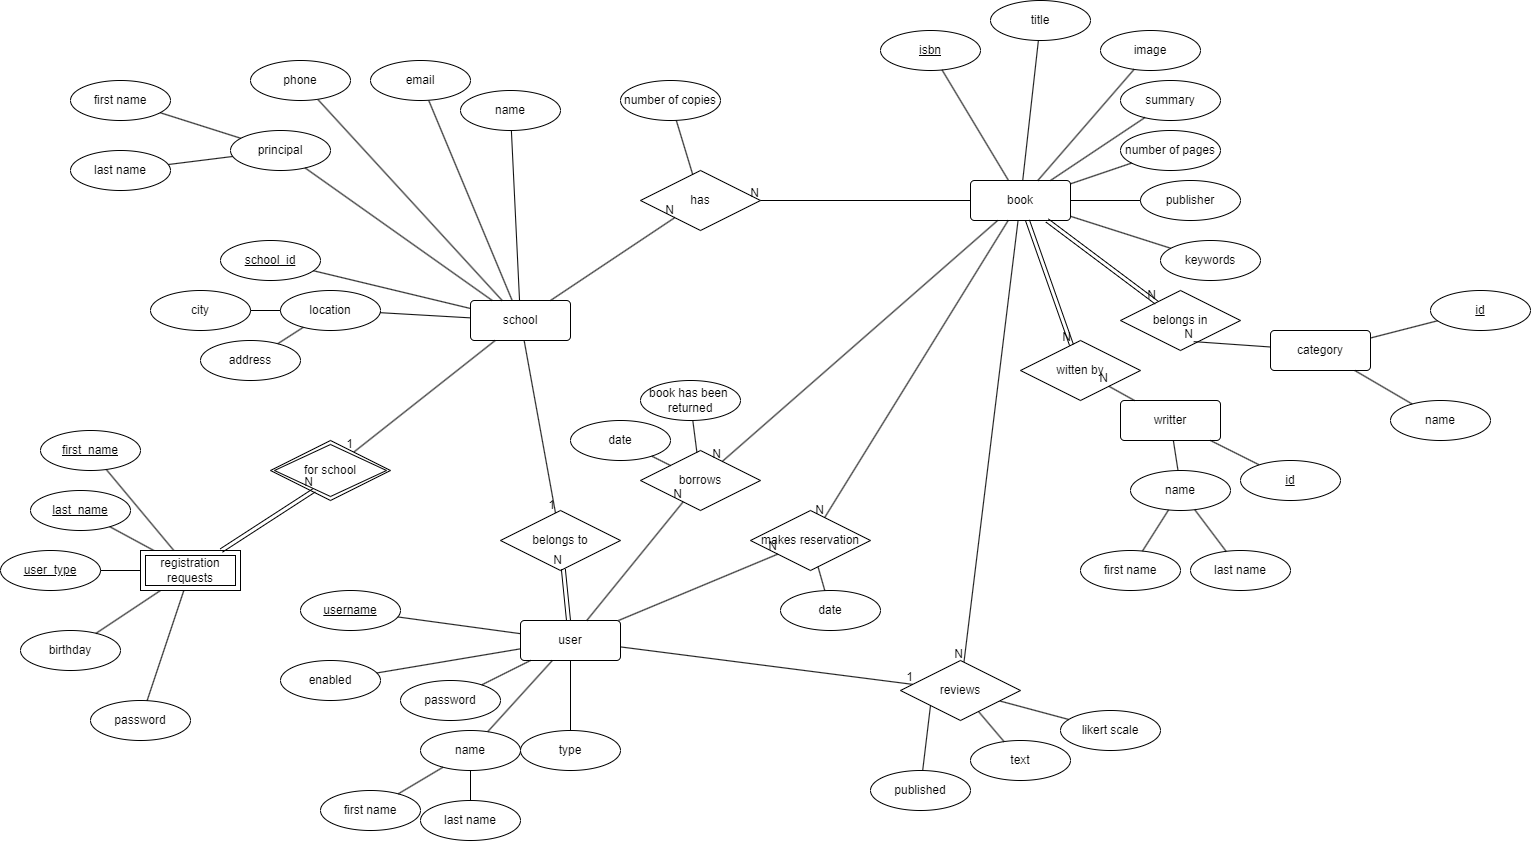 title
isbn
image
phone
email
summary
first name
number of copies
name
number of pages
principal
last name
has
N
N
book
publisher
school_id
keywords
city
location
school
N
belongs in
N
id
address
category
N
witten by
N
book has been
returned
writter
name
date
1
first_name
for school
N
N
borrows
N
name
id
last_name
1
N
belongs to
N
makes reservation
N
registration
requests
user_type
first name
last name
username
date
user
birthday
N
enabled
1
reviews
password
password
likert scale
name
type
text
published
first name
last name